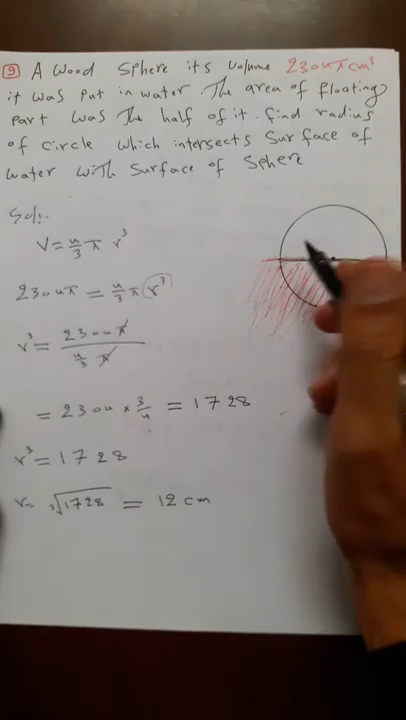 9 A wood sphere its volume 2304π cm³
it was put in water. The area of floating
part was the half of it. find radius
of circle which intersects surface of
water with surface of sphere
Sol:.
V = 4/3 π r³
2304π = 4/3 π r³
r³ = 2304π / 4/3 π
= 2304 × 3/4 = 1728
r³ = 1728
r = ³√1728 = 12 cm